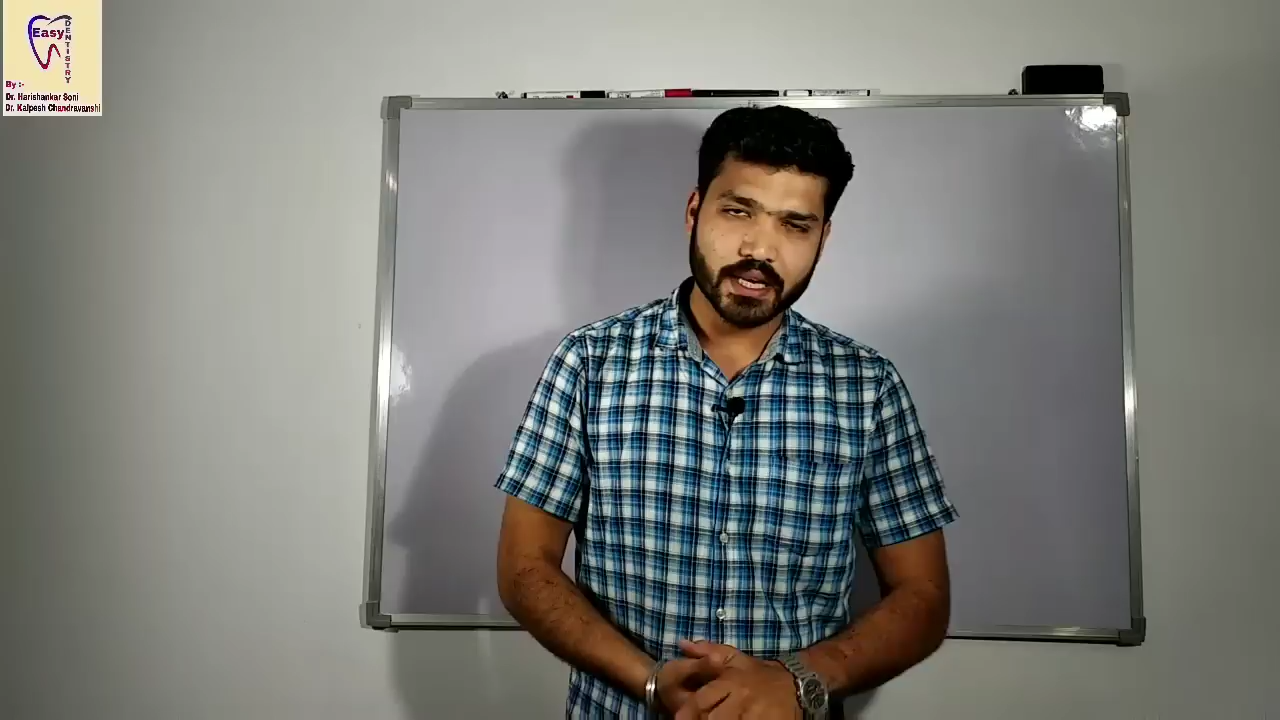 Easy
DENTISTRY
By :-
Dr. Harishankar Soni
Dr. Kalpesh Chandravanshi